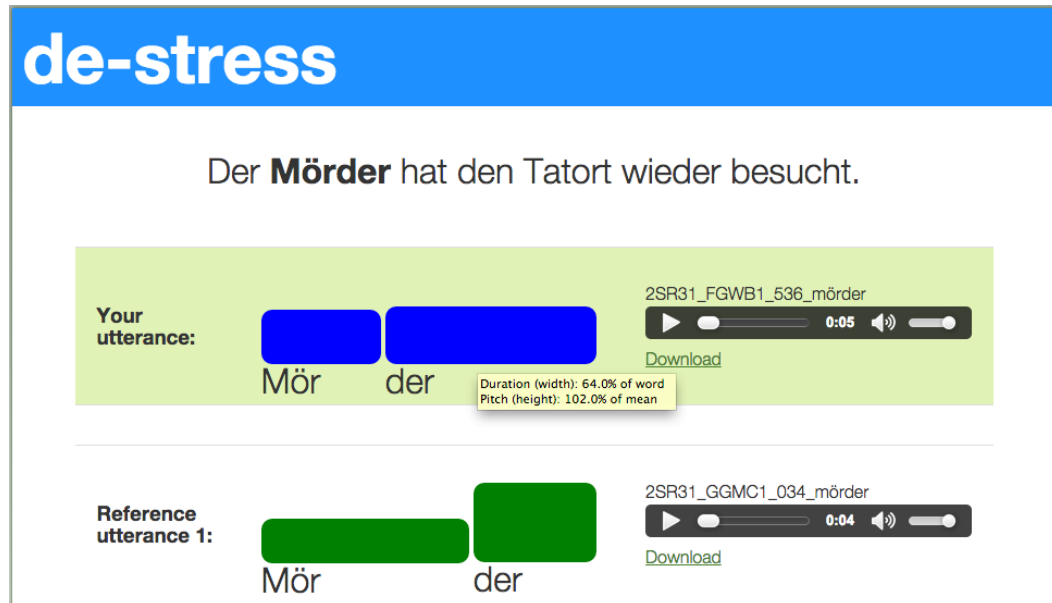 de-stress
Der Mörder hat den Tatort wieder besucht.
Your
utterance:
Mör der
2SR31_FGWB1_536_mörder
0:05
Download
Duration (width): 64.0% of word
Pitch (height): 102.0% of mean
Reference
utterance 1:
Mör der
2SR31_GGMC1_034_mörder
0:04
Download